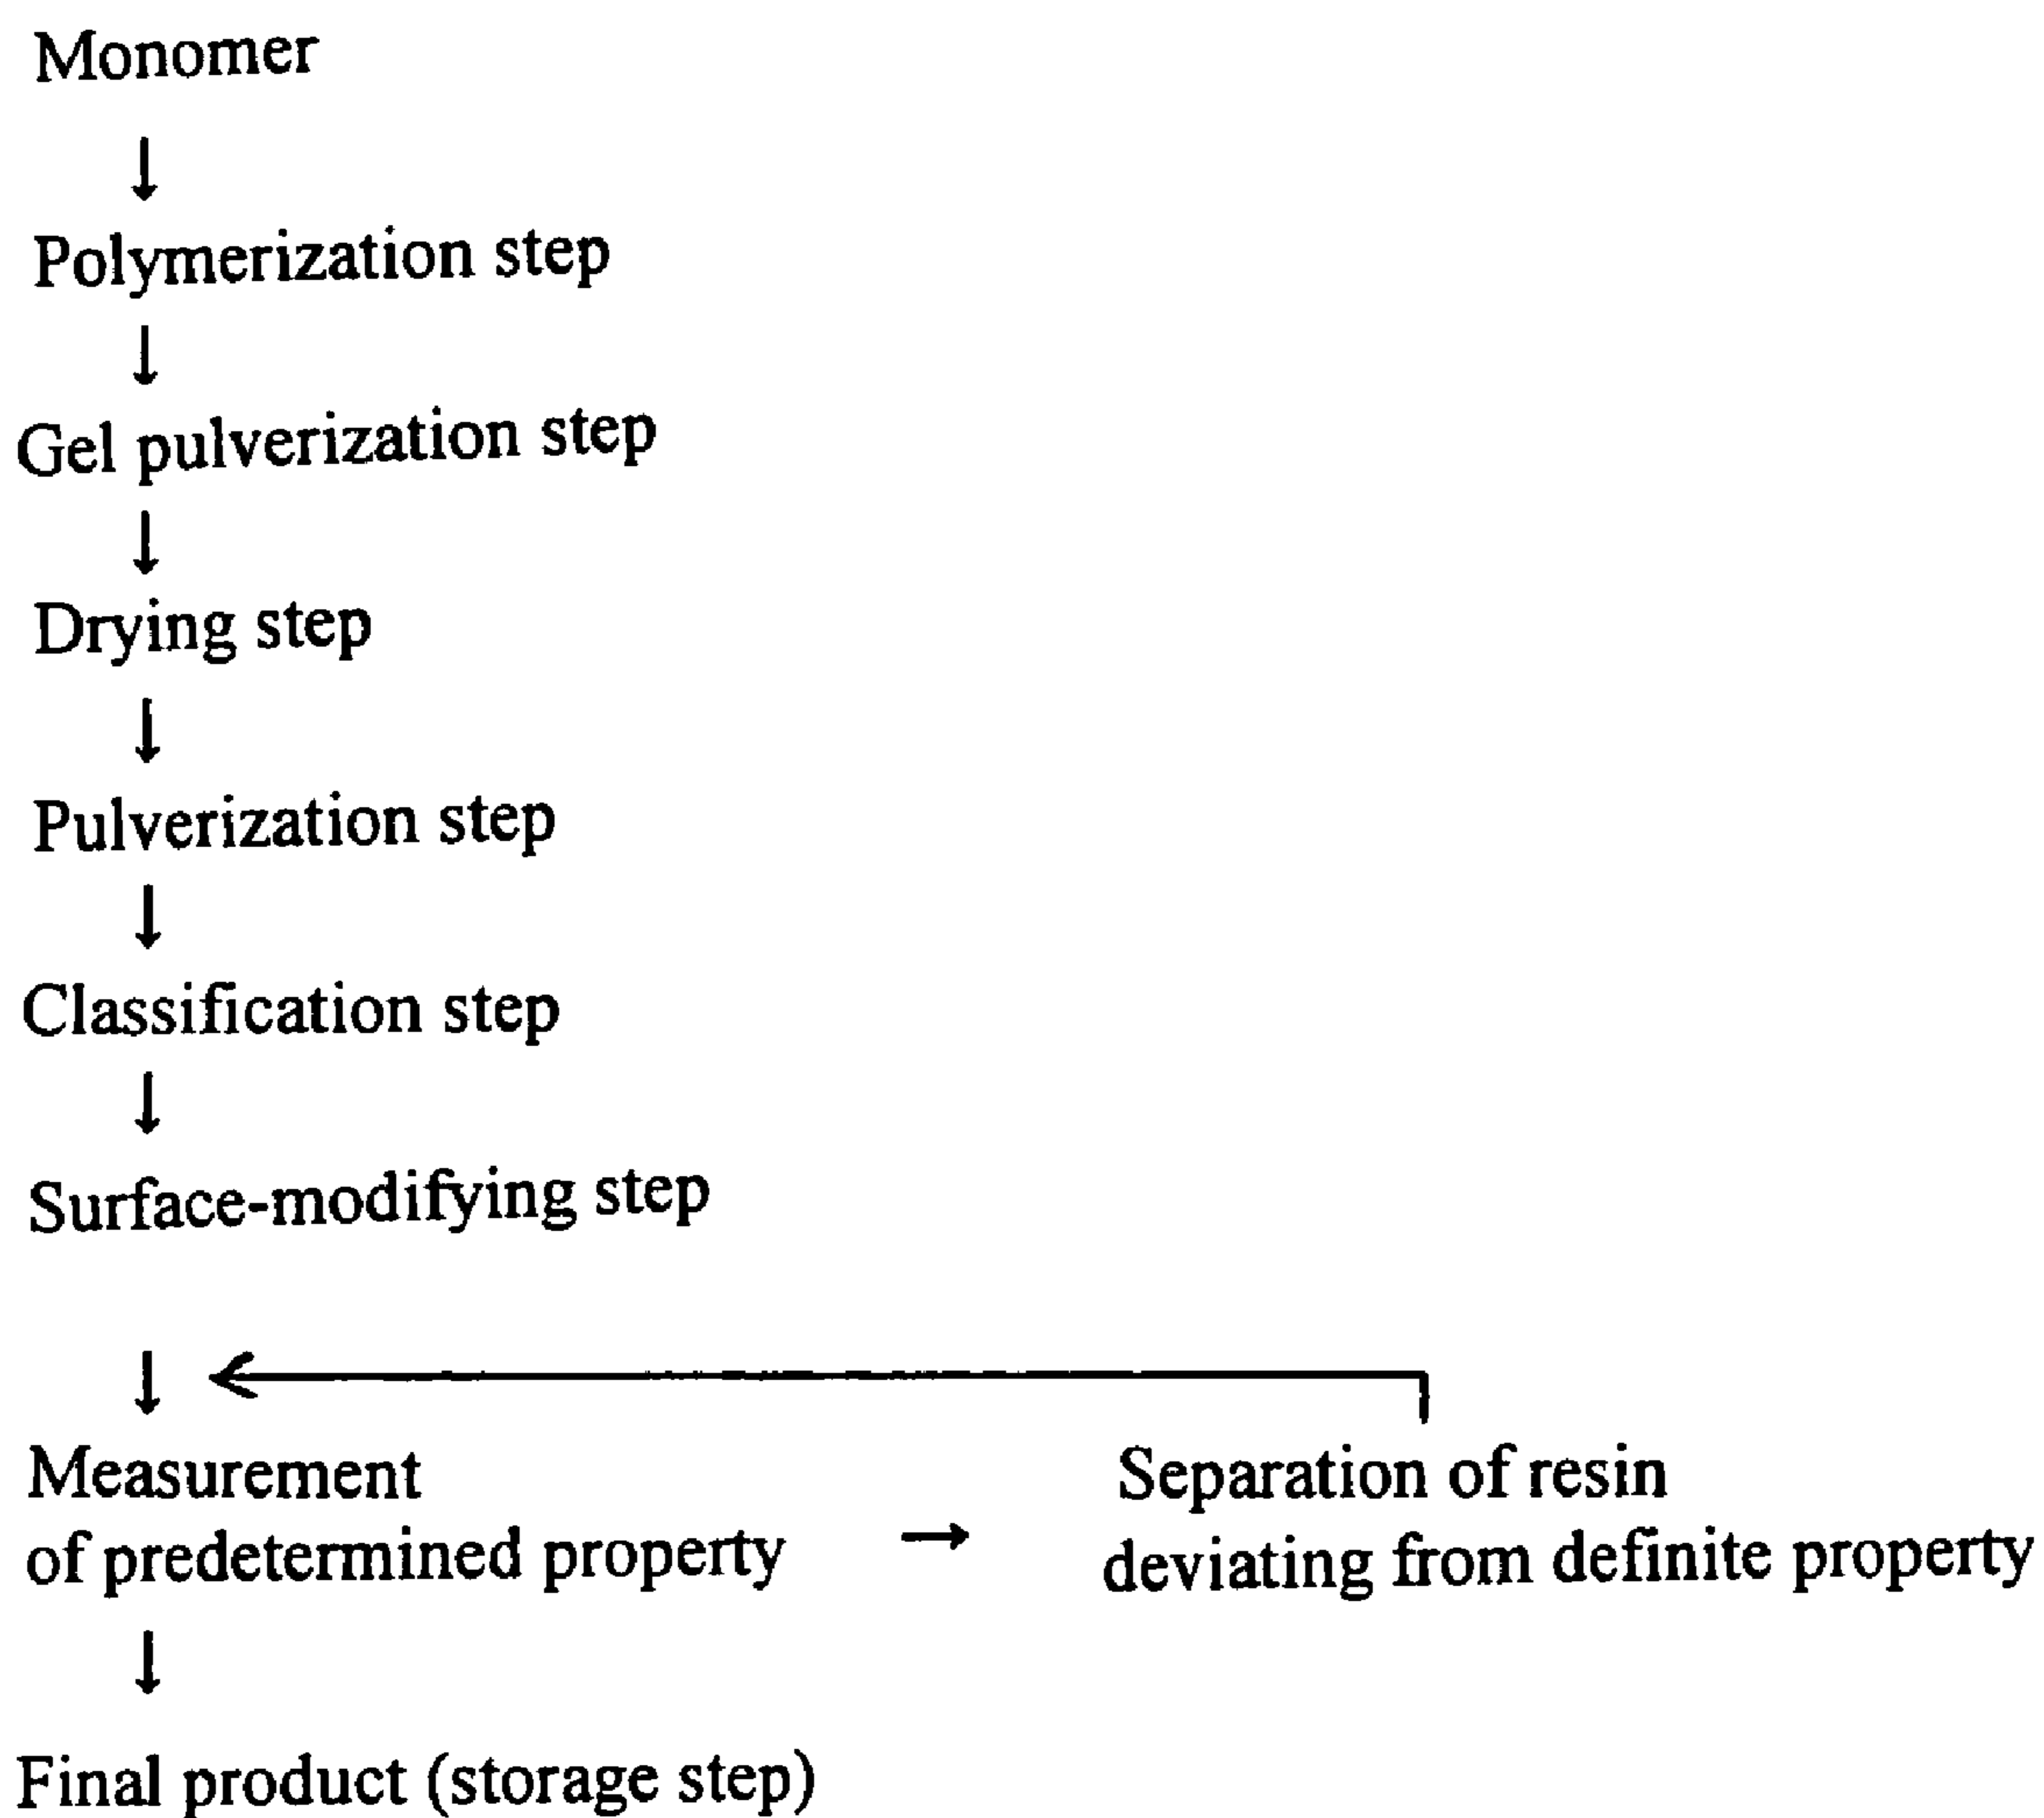 Monomer
↓
Polymerization step
↓
Gel pulverization step
↓
Drying step
↓
Pulverization step
↓
Classification step
↓
Surface-modifying step
↓
Measurement
of predetermined property
→
Separation of resin
deviating from definite property
↓
Final product (storage step)